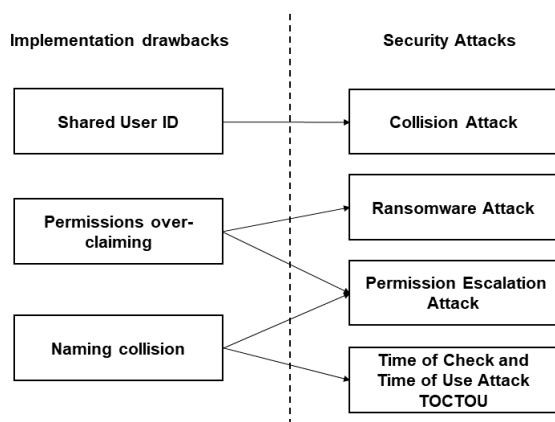 Implementation drawbacks
Security Attacks
Shared User ID
Collision Attack
Permissions over-
claiming
Ransomware Attack
Naming collision
Permission Escalation
Attack
Time of Check and
Time of Use Attack
TOCTOU